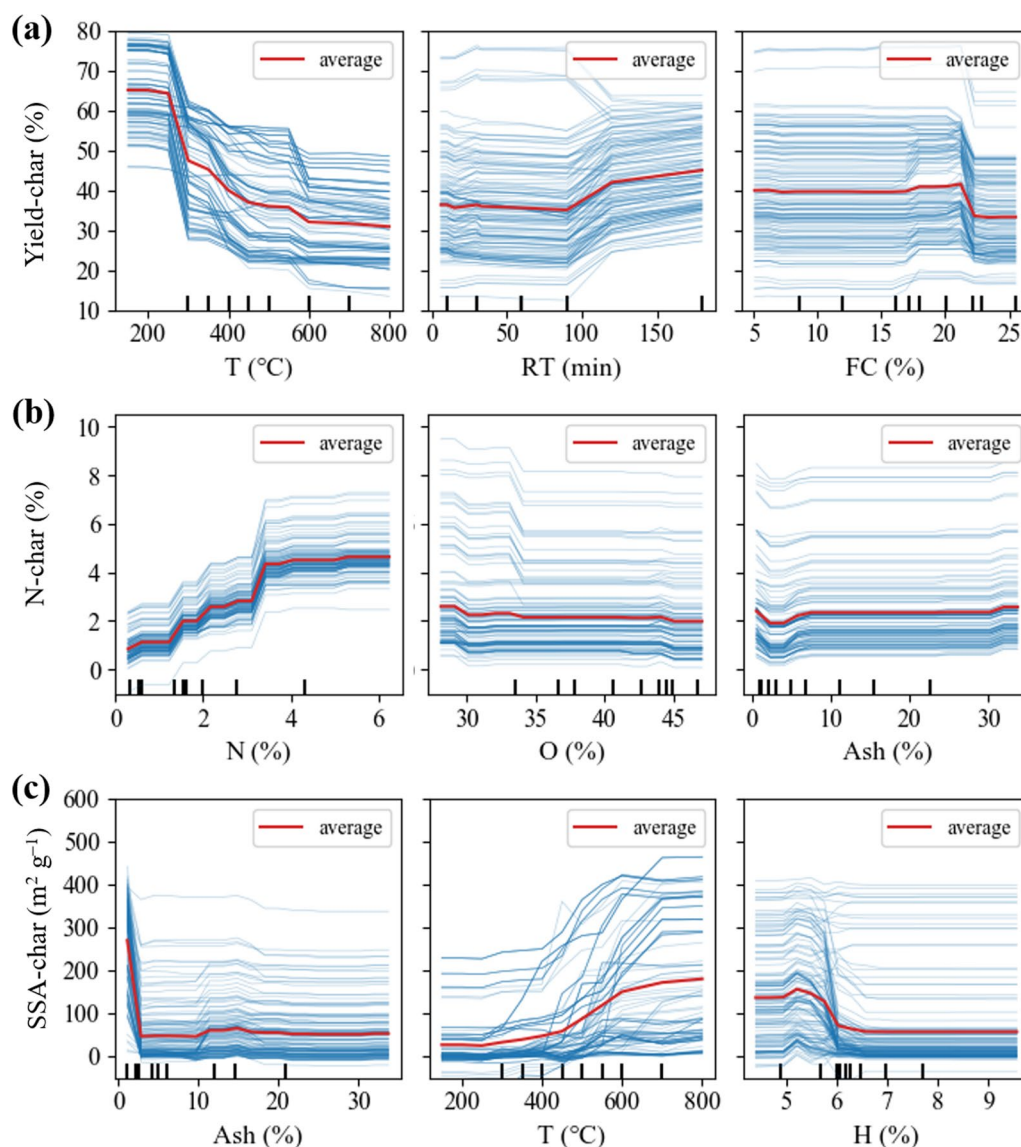 (a)
80
70
60
50
40
30
20
10
Yield-char (%)
average
average
average
200 400 600 800
0 50 100 150
5 10 15 20 25
T (°C)
RT (min)
FC (%)
(b)
10
8
6
4
2
0
N-char (%)
average
average
average
0 2 4 6
30 35 40 45
0 10 20 30
N (%)
O (%)
Ash (%)
(c)
600
500
400
300
200
100
0
SSA-char (m² g⁻¹)
average
average
average
0 10 20 30
200 400 600 800
5 6 7 8 9
Ash (%)
T (°C)
H (%)